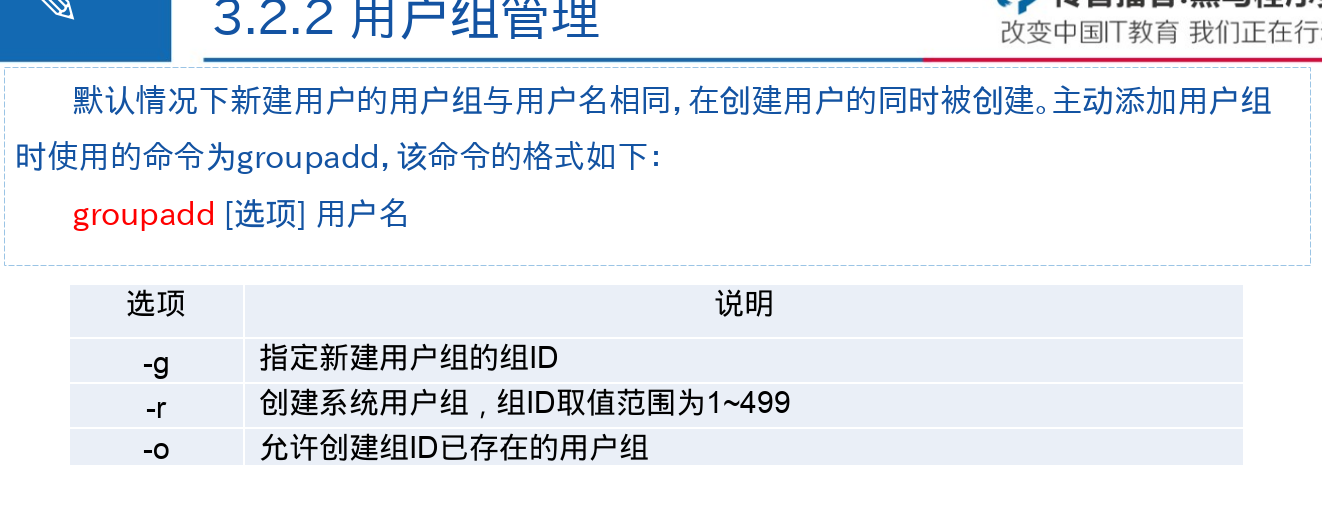 3.2.2 用户组管理
改变中国IT教育 我们正在行
默认情况下新建用户的用户组与用户名相同，在创建用户的同时被创建。主动添加用户组
时使用的命令为groupadd，该命令的格式如下：
groupadd [选项] 用户名
选项 说明
-g 指定新建用户组的组ID
-r 创建系统用户组，组ID取值范围为1~499
-o 允许创建组ID已存在的用户组